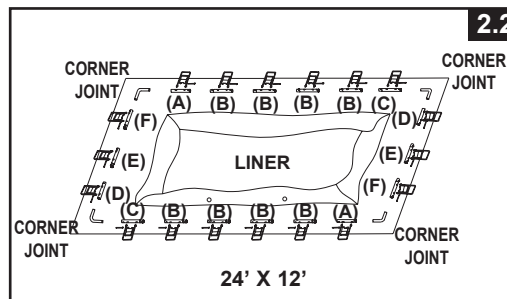 2.2
CORNER JOINT
CORNER JOINT
(A) (B) (B) (B) (B) (C)
(F) (D)
(E) (E)
LINER
(D) (F)
(C) (B) (B) (B) (B) (A)
CORNER JOINT
CORNER JOINT
24' X 12'